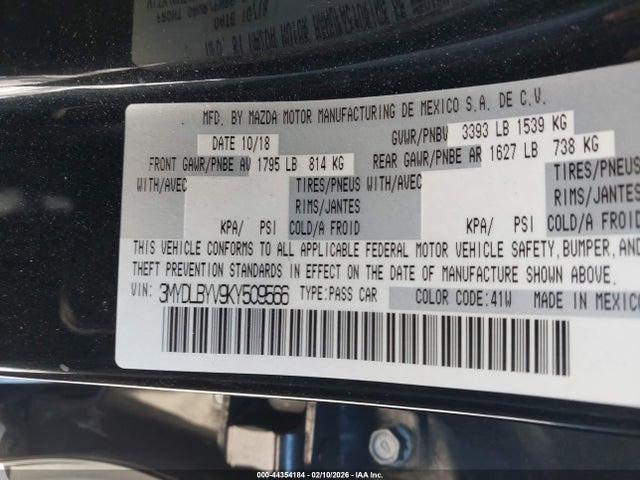 MFD. BY MAZDA MOTOR MANUFACTURING DE MEXICO S.A. DE C.V.
DATE 10/18 GVWR/PNBV 3393 LB 1539 KG
FRONT GAWR/PNBE AV 1795 LB 814 KG REAR GAWR/PNBE AR 1627 LB 738 KG
WITH/AVEC TIRES/PNEUS WITH/AVEC TIRES/PNEUS
RIMS/JANTES RIMS/JANTES
KPA/ PSI COLD/A FROID KPA/ PSI COLD/A FROID
THIS VEHICLE CONFORMS TO ALL APPLICABLE FEDERAL MOTOR VEHICLE SAFETY, BUMPER, AND
THEFT PREVENTION STANDARDS IN EFFECT ON THE DATE OF MANUFACTURE SHOWN ABOVE.
VIN: 3MYDLBYV9KY509566 TYPE:PASS CAR COLOR CODE:41W MADE IN MEXICO
000-44354184 - 02/10/2026 - IAA Inc.